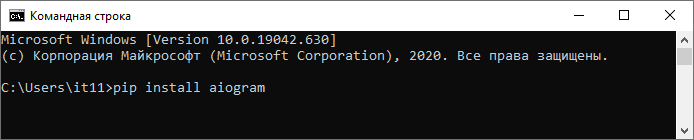 Командная строка
Microsoft Windows [Version 10.0.19042.630]
(c) Корпорация Майкрософт (Microsoft Corporation), 2020. Все права защищены.
C:\Users\it11>pip install aiogram